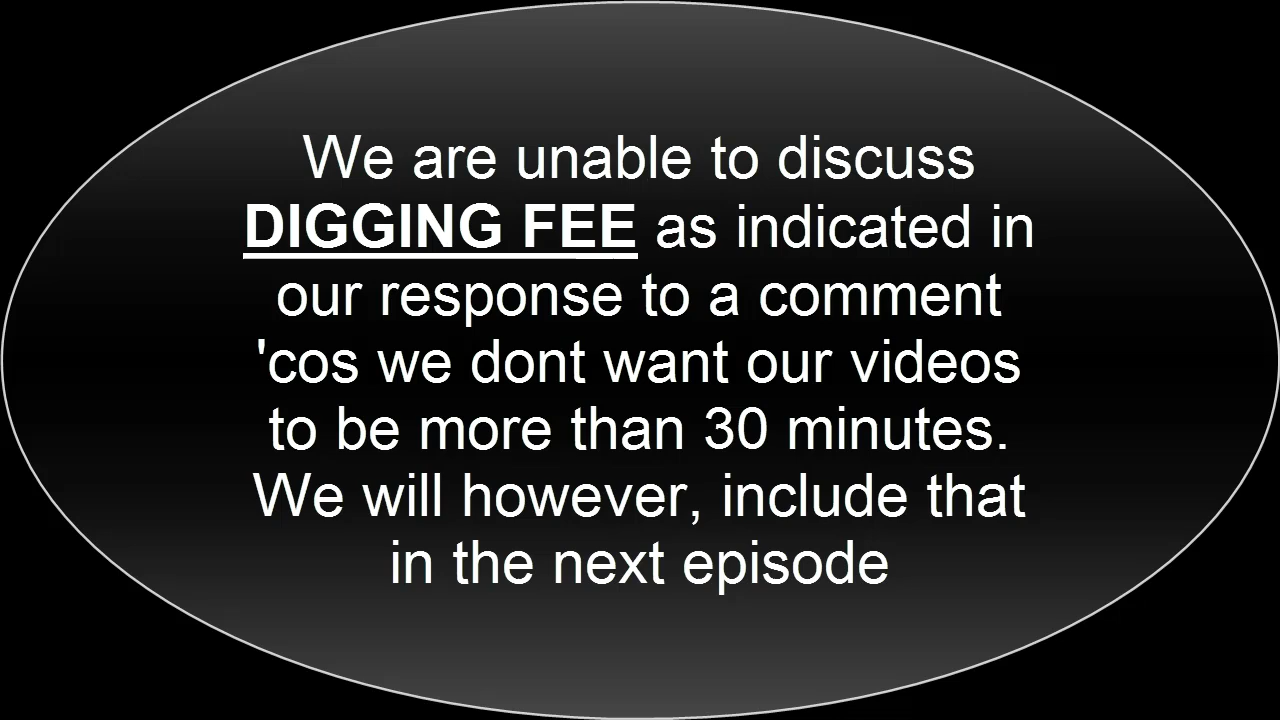 We are unable to discuss
DIGGING FEE as indicated in
our response to a comment
'cos we dont want our videos
to be more than 30 minutes.
We will however, include that
in the next episode